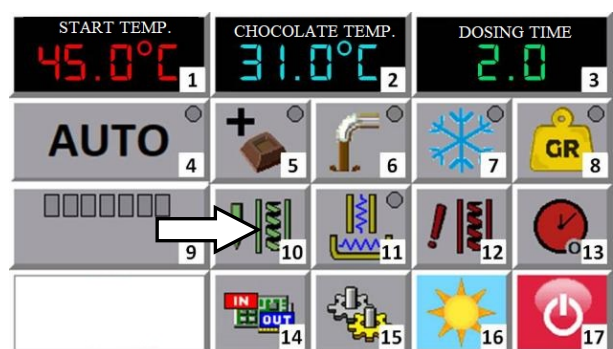 START TEMP.
CHOCOLATE TEMP.
DOSING TIME
45.0°C 1
31.0°C 2
2.0 3
AUTO 4
5
6
7
GR 8
9
10
11
12
13
IN OUT 14
15
16
17